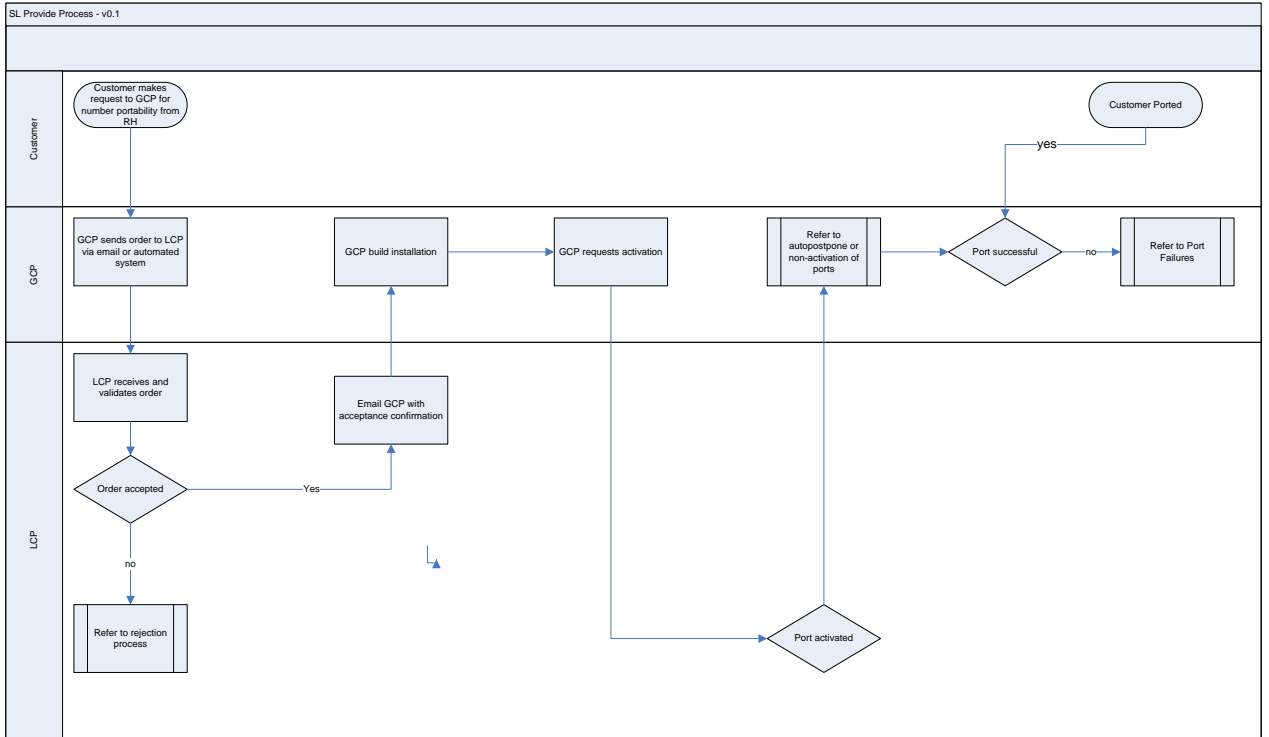 SL Provide Process - v0.1
Customer
Customer makes
request to GCP for
number portability from
RH
Customer Ported
yes
GCP
GCP sends order to LCP
via email or automated
system
GCP build installation
GCP requests activation
Refer to
autopostpone or
non-activation of
ports
Port successful
no
Refer to Port
Failures
LCP
LCP receives and
validates order
Email GCP with
acceptance confirmation
Order accepted
Yes
no
Refer to rejection
process
Port activated